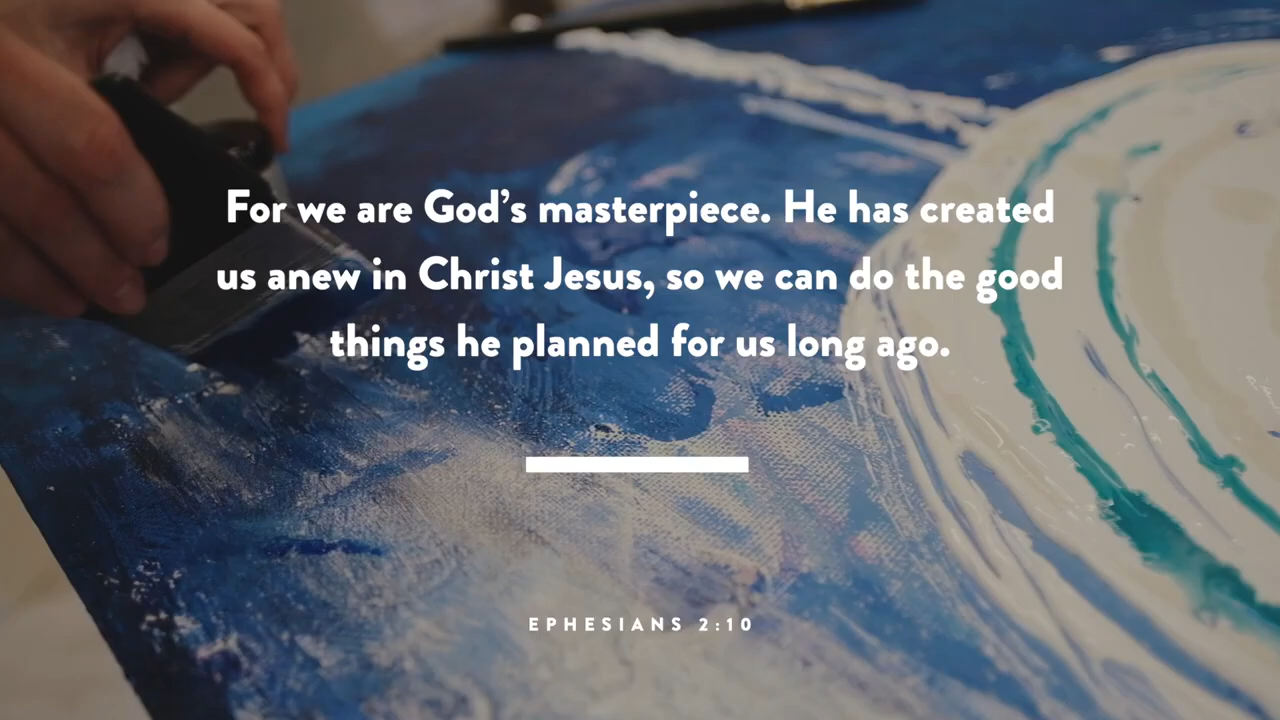 For we are God’s masterpiece. He has created
us anew in Christ Jesus, so we can do the good
things he planned for us long ago.
EPHESIANS 2:10